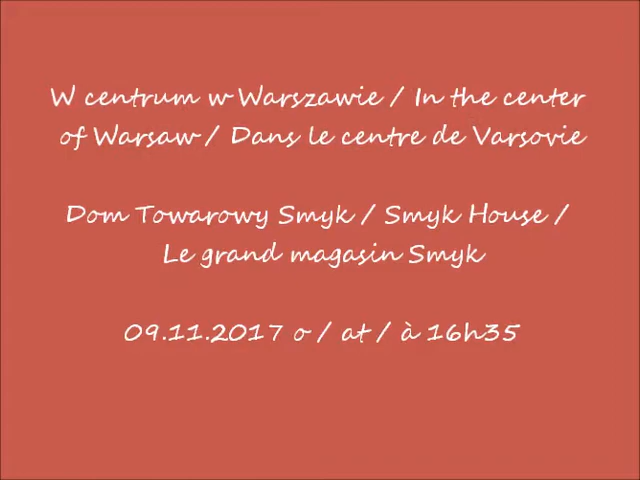 W centrum w Warszawie / In the center
of Warsaw / Dans le centre de Varsovie
Dom Towarowy Smyk / Smyk House /
Le grand magasin Smyk
09.11.2017 o / at / à 16h35